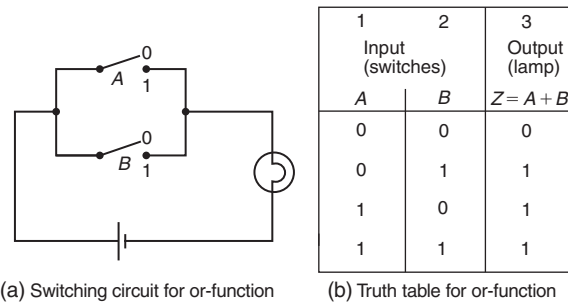 0
A
1
0
B
1
(a) Switching circuit for or-function
1 2 3
Input Output
(switches) (lamp)
A B Z = A + B
0 0 0
0 1 1
1 0 1
1 1 1
(b) Truth table for or-function